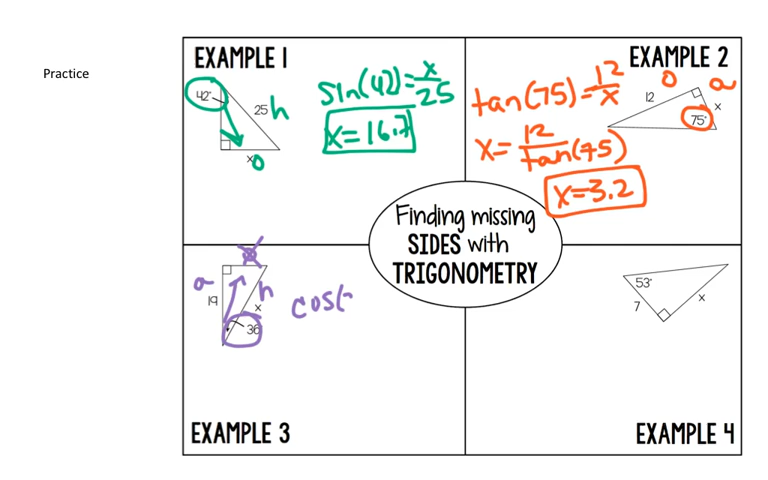 Practice
EXAMPLE 1
42°
25 h
x o
sin(42)=x/25
x=16.7
EXAMPLE 2
12 o
a
x
75°
tan(75)=12/x
x=12/tan(75)
x=3.2
Finding missing
SIDES with
TRIGONOMETRY
a
19
h
x
36
cos(
EXAMPLE 3
53°
7
x
EXAMPLE 4